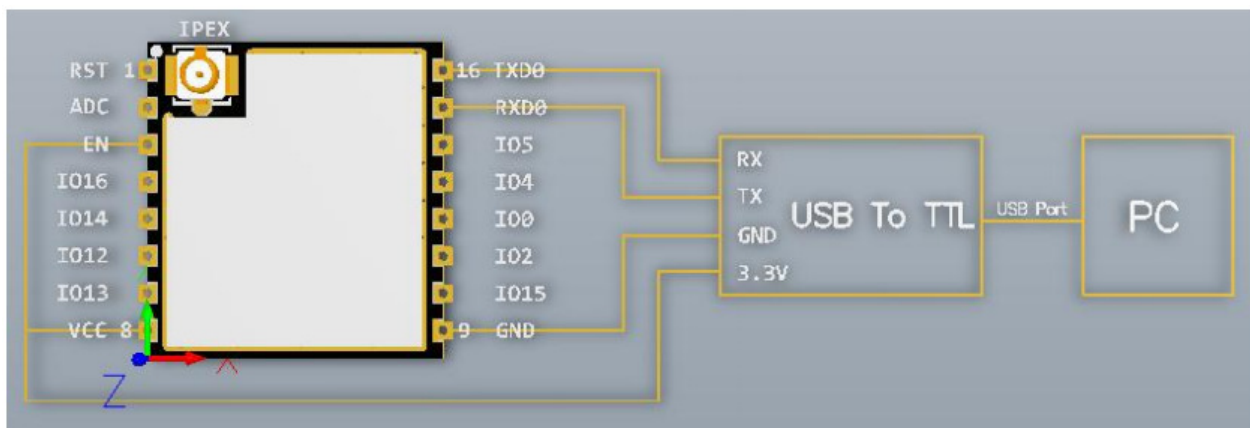 IPEX
RST 1
ADC
EN
IO16
IO14
IO12
IO13
VCC 8
16 TXD0
RXD0
IO5
IO4
IO0
IO2
IO15
9 GND
RX
TX
GND
3.3V
USB To TTL
USB Port
PC
X
Z